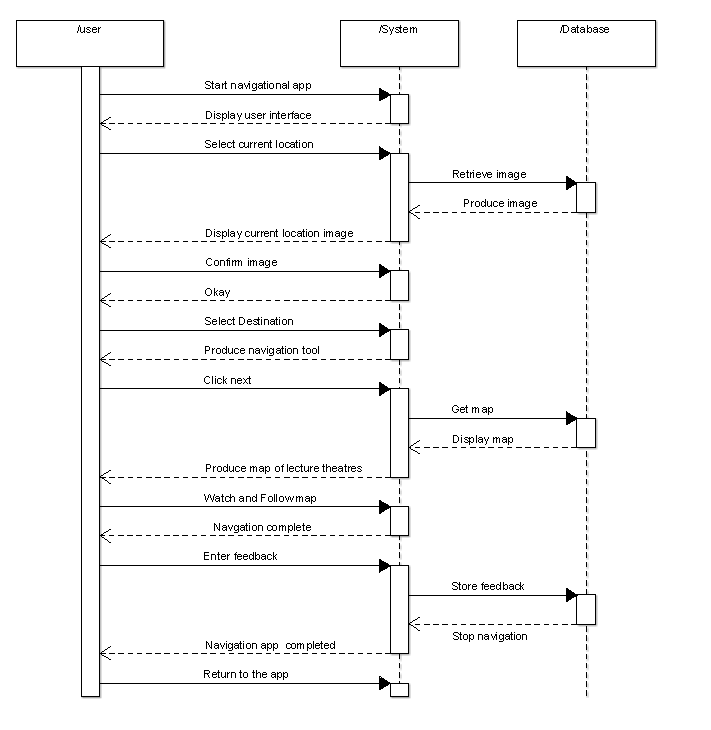 /user
/System
/Database
Start navigational app
Display user interface
Select current location
Retrieve image
Produce image
Display current location image
Confirm image
Okay
Select Destination
Produce navigation tool
Click next
Get map
Display map
Produce map of lecture theatres
Watch and Follow map
Navgation complete
Enter feedback
Store feedback
Stop navigation
Navigation app completed
Return to the app